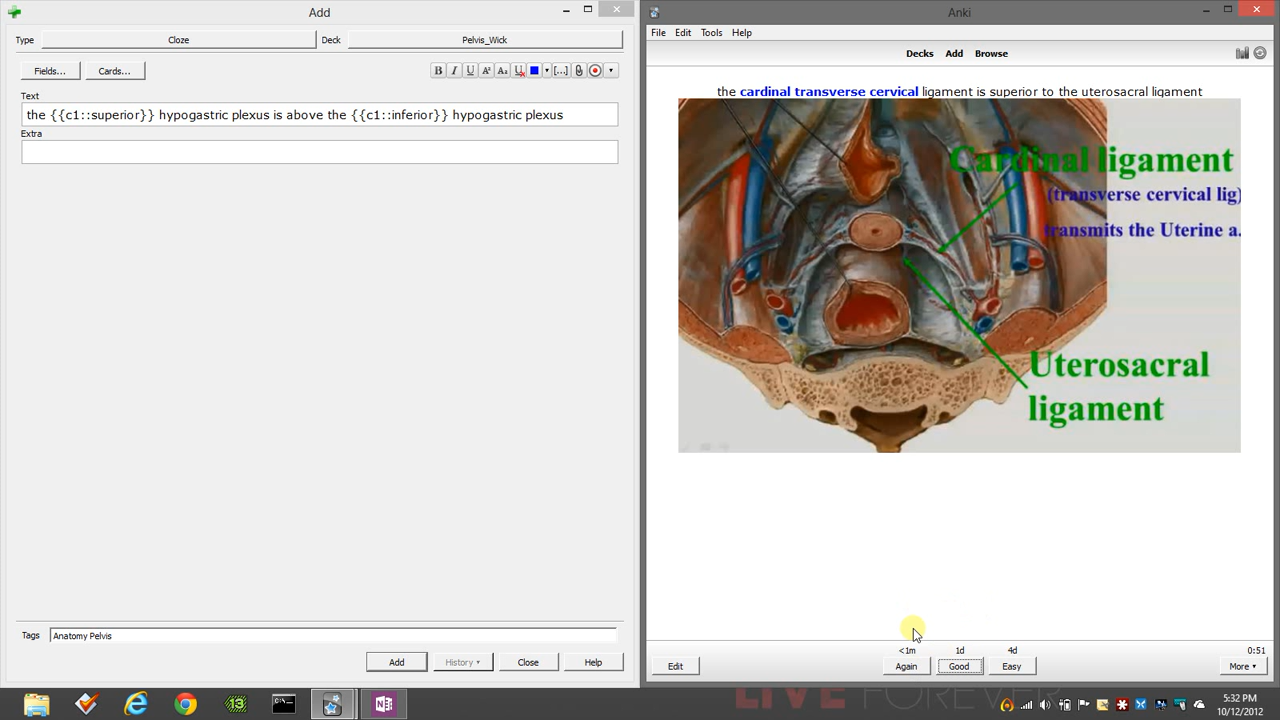 Add
Type
Cloze
Deck
Pelvis_Wick
Fields...
Cards...
Text
the {{c1::superior}} hypogastric plexus is above the {{c1::inferior}} hypogastric plexus
Extra
Tags
Anatomy Pelvis
Add
History
Close
Help
Anki
File
Edit
Tools
Help
Decks
Add
Browse
the cardinal transverse cervical ligament is superior to the uterosacral ligament
Cardinal ligament
(transverse cervical lig)
transmits the Uterine a.
Uterosacral
ligament
<1m
1d
4d
0:51
Edit
Again
Good
Easy
More
LIVE FOREVER
5:32 PM
10/12/2012